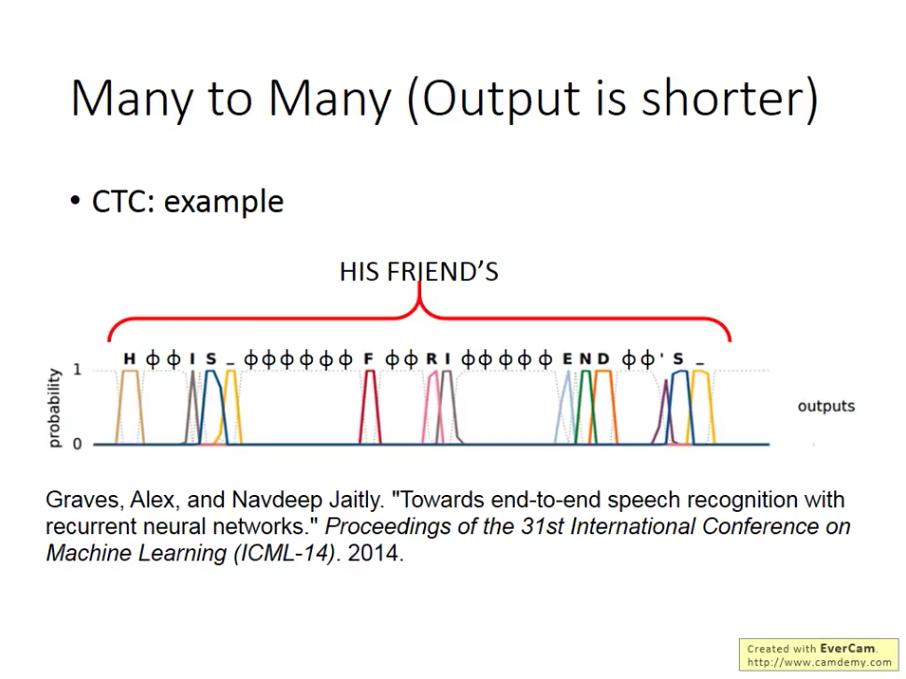 Many to Many (Output is shorter)
• CTC: example
HIS FRIEND'S
H ϕ ϕ I S _ ϕ ϕ ϕ ϕ ϕ ϕ F ϕ ϕ R I ϕ ϕ ϕ ϕ ϕ E N D ϕ ϕ ' S _
1
probability
outputs
0
Graves, Alex, and Navdeep Jaitly. "Towards end-to-end speech recognition with
recurrent neural networks." Proceedings of the 31st International Conference on
Machine Learning (ICML-14). 2014.
Created with EverCam.
http://www.camdemy.com